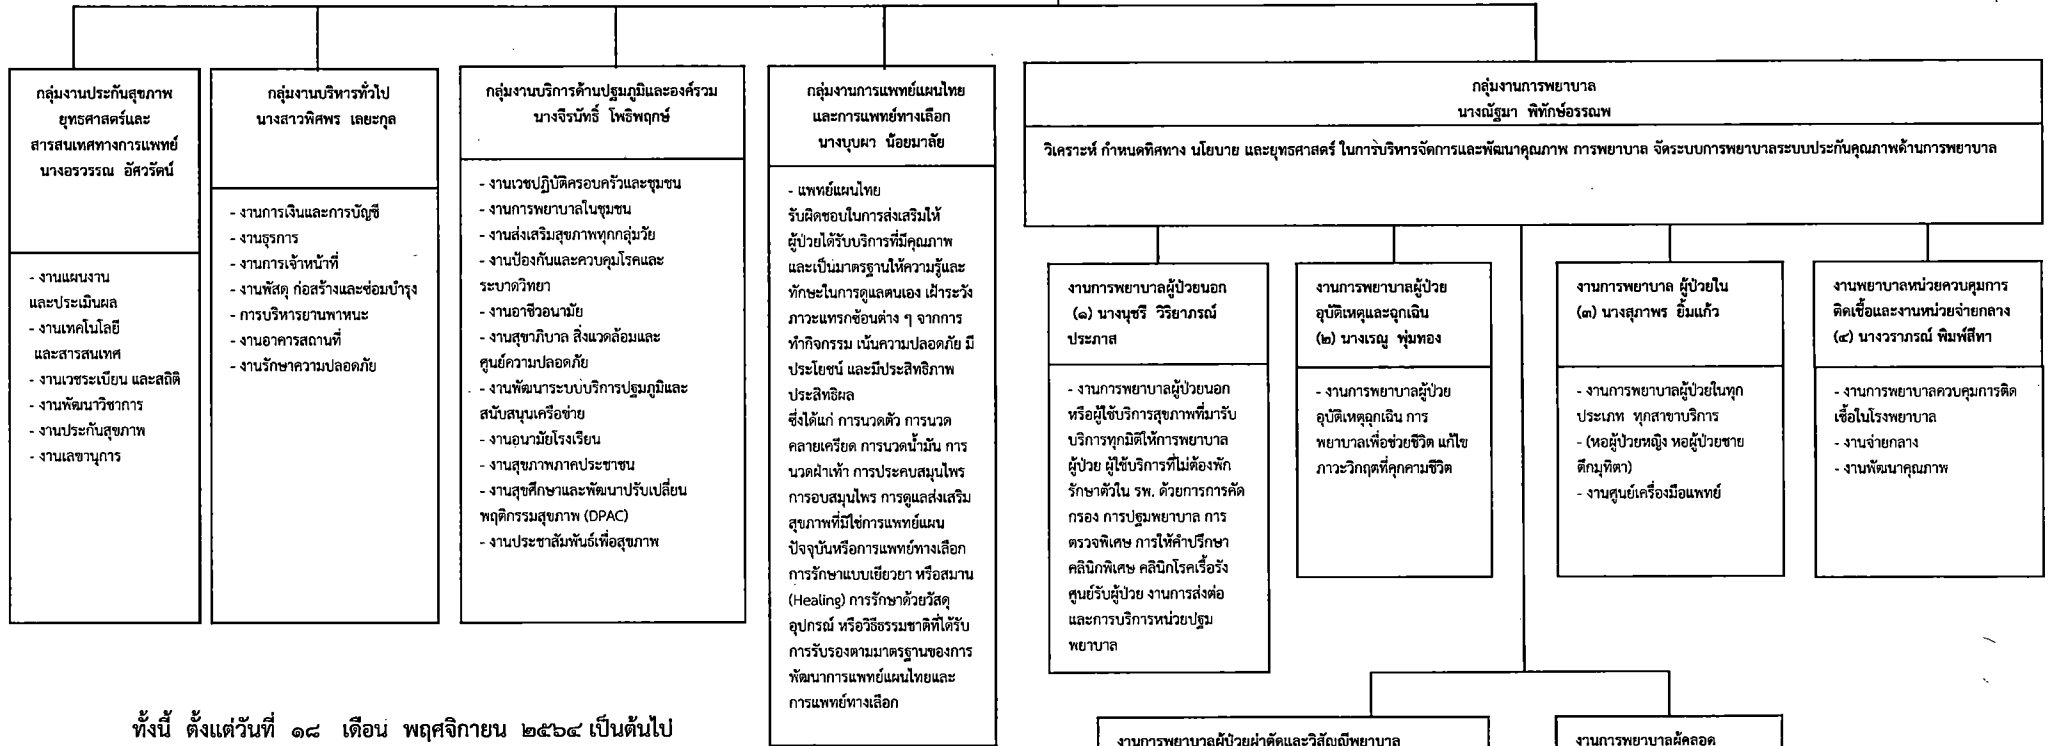 กลุ่มงานประกันสุขภาพ
ยุทธศาสตร์และ
สารสนเทศทางการแพทย์
นางอรวรรณ อัศวรัตน์
- งานแผนงาน
และประเมินผล
- งานเทคโนโลยี
และสารสนเทศ
- งานเวชระเบียน และสถิติ
- งานพัฒนาวิชาการ
- งานประกันสุขภาพ
- งานเลขานุการ
กลุ่มงานบริหารทั่วไป
นางสาวพิศพร เลยะกุล
- งานการเงินและการบัญชี
- งานธุรการ
- งานการเจ้าหน้าที่
- งานพัสดุ ก่อสร้างและซ่อมบำรุง
- การบริหารยานพาหนะ
- งานอาคารสถานที่
- งานรักษาความปลอดภัย
กลุ่มงานบริการด้านปฐมภูมิและองค์รวม
นางจีรนัทธิ์ โพธิพฤกษ์
- งานเวชปฏิบัติครอบครัวและชุมชน
- งานการพยาบาลในชุมชน
- งานส่งเสริมสุขภาพทุกกลุ่มวัย
- งานป้องกันและควบคุมโรคและ
ระบาดวิทยา
- งานอาชีวอนามัย
- งานสุขาภิบาล สิ่งแวดล้อมและ
ศูนย์ความปลอดภัย
- งานพัฒนาระบบบริการปฐมภูมิและ
สนับสนุนเครือข่าย
- งานอนามัยโรงเรียน
- งานสุขภาพภาคประชาชน
- งานสุขศึกษาและพัฒนาปรับเปลี่ยน
พฤติกรรมสุขภาพ (DPAC)
- งานประชาสัมพันธ์เพื่อสุขภาพ
กลุ่มงานการแพทย์แผนไทย
และการแพทย์ทางเลือก
นางบุบผา น้อยมาลัย
- แพทย์แผนไทย
รับผิดชอบในการส่งเสริมให้
ผู้ป่วยได้รับบริการที่มีคุณภาพ
และเป็นมาตรฐานให้ความรู้และ
ทักษะในการดูแลตนเอง เฝ้าระวัง
ภาวะแทรกซ้อนต่าง ๆ จากการ
ทำกิจกรรม เน้นความปลอดภัย มี
ประโยชน์ และมีประสิทธิภาพ
ประสิทธิผล
ซึ่งได้แก่ การนวดตัว การนวด
คลายเครียด การนวดน้ำมัน การ
นวดฝ่าเท้า การประคบสมุนไพร
การอบสมุนไพร การดูแลส่งเสริม
สุขภาพที่มิใช่การแพทย์แผน
ปัจจุบันหรือการแพทย์ทางเลือก
การรักษาแบบเยียวยา หรือสมาน
(Healing) การรักษาด้วยวัสดุ
อุปกรณ์ หรือวิธีธรรมชาติที่ได้รับ
การรับรองตามมาตรฐานของการ
พัฒนาการแพทย์แผนไทยและ
การแพทย์ทางเลือก
กลุ่มงานการพยาบาล
นางณัฐมา พิทักษ์อรรณพ
วิเคราะห์ กำหนดทิศทาง นโยบาย และยุทธศาสตร์ ในการบริหารจัดการและพัฒนาคุณภาพ การพยาบาล จัดระบบการพยาบาลระบบประกันคุณภาพด้านการพยาบาล
งานการพยาบาลผู้ป่วยนอก
(๑) นางนุชรี วิริยาภรณ์
ประภาส
- งานการพยาบาลผู้ป่วยนอก
หรือผู้ใช้บริการสุขภาพที่มารับ
บริการทุกมิติให้การพยาบาล
ผู้ป่วย ผู้ใช้บริการที่ไม่ต้องพัก
รักษาตัวใน รพ. ด้วยการการคัด
กรอง การปฐมพยาบาล การ
ตรวจพิเศษ การให้คำปรึกษา
คลินิกพิเศษ คลินิกโรคเรื้อรัง
ศูนย์รับผู้ป่วย งานการส่งต่อ
และการบริการหน่วยปฐม
พยาบาล
งานการพยาบาลผู้ป่วย
อุบัติเหตุและฉุกเฉิน
(๒) นางเรณู พุ่มทอง
- งานการพยาบาลผู้ป่วย
อุบัติเหตุฉุกเฉิน การ
พยาบาลเพื่อช่วยชีวิต แก้ไข
ภาวะวิกฤตที่คุกคามชีวิต
งานการพยาบาล ผู้ป่วยใน
(๓) นางสุภาพร ยิ้มแก้ว
- งานการพยาบาลผู้ป่วยในทุก
ประเภท ทุกสาขาบริการ
- (หอผู้ป่วยหญิง หอผู้ป่วยชาย
ตึกมุทิตา)
- งานศูนย์เครื่องมือแพทย์
งานพยาบาลหน่วยควบคุมการ
ติดเชื้อและงานหน่วยจ่ายกลาง
(๔) นางวราภรณ์ พิมพ์สีทา
- งานการพยาบาลควบคุมการติด
เชื้อในโรงพยาบาล
- งานจ่ายกลาง
- งานพัฒนาคุณภาพ
งานการพยาบาลผู้ป่วยผ่าตัดและวิสัญญีพยาบาล
งานการพยาบาลผู้คลอด
ทั้งนี้ ตั้งแต่วันที่ ๑๘ เดือน พฤศจิกายน ๒๕๖๔ เป็นต้นไป